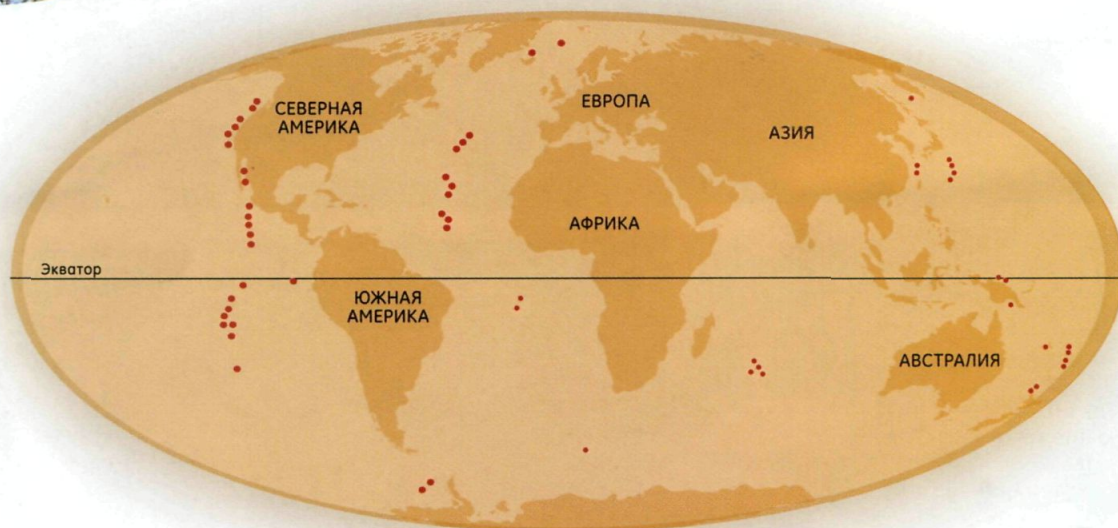 СЕВЕРНАЯ
АМЕРИКА
ЕВРОПА
АЗИЯ
АФРИКА
Экватор
ЮЖНАЯ
АМЕРИКА
АВСТРАЛИЯ